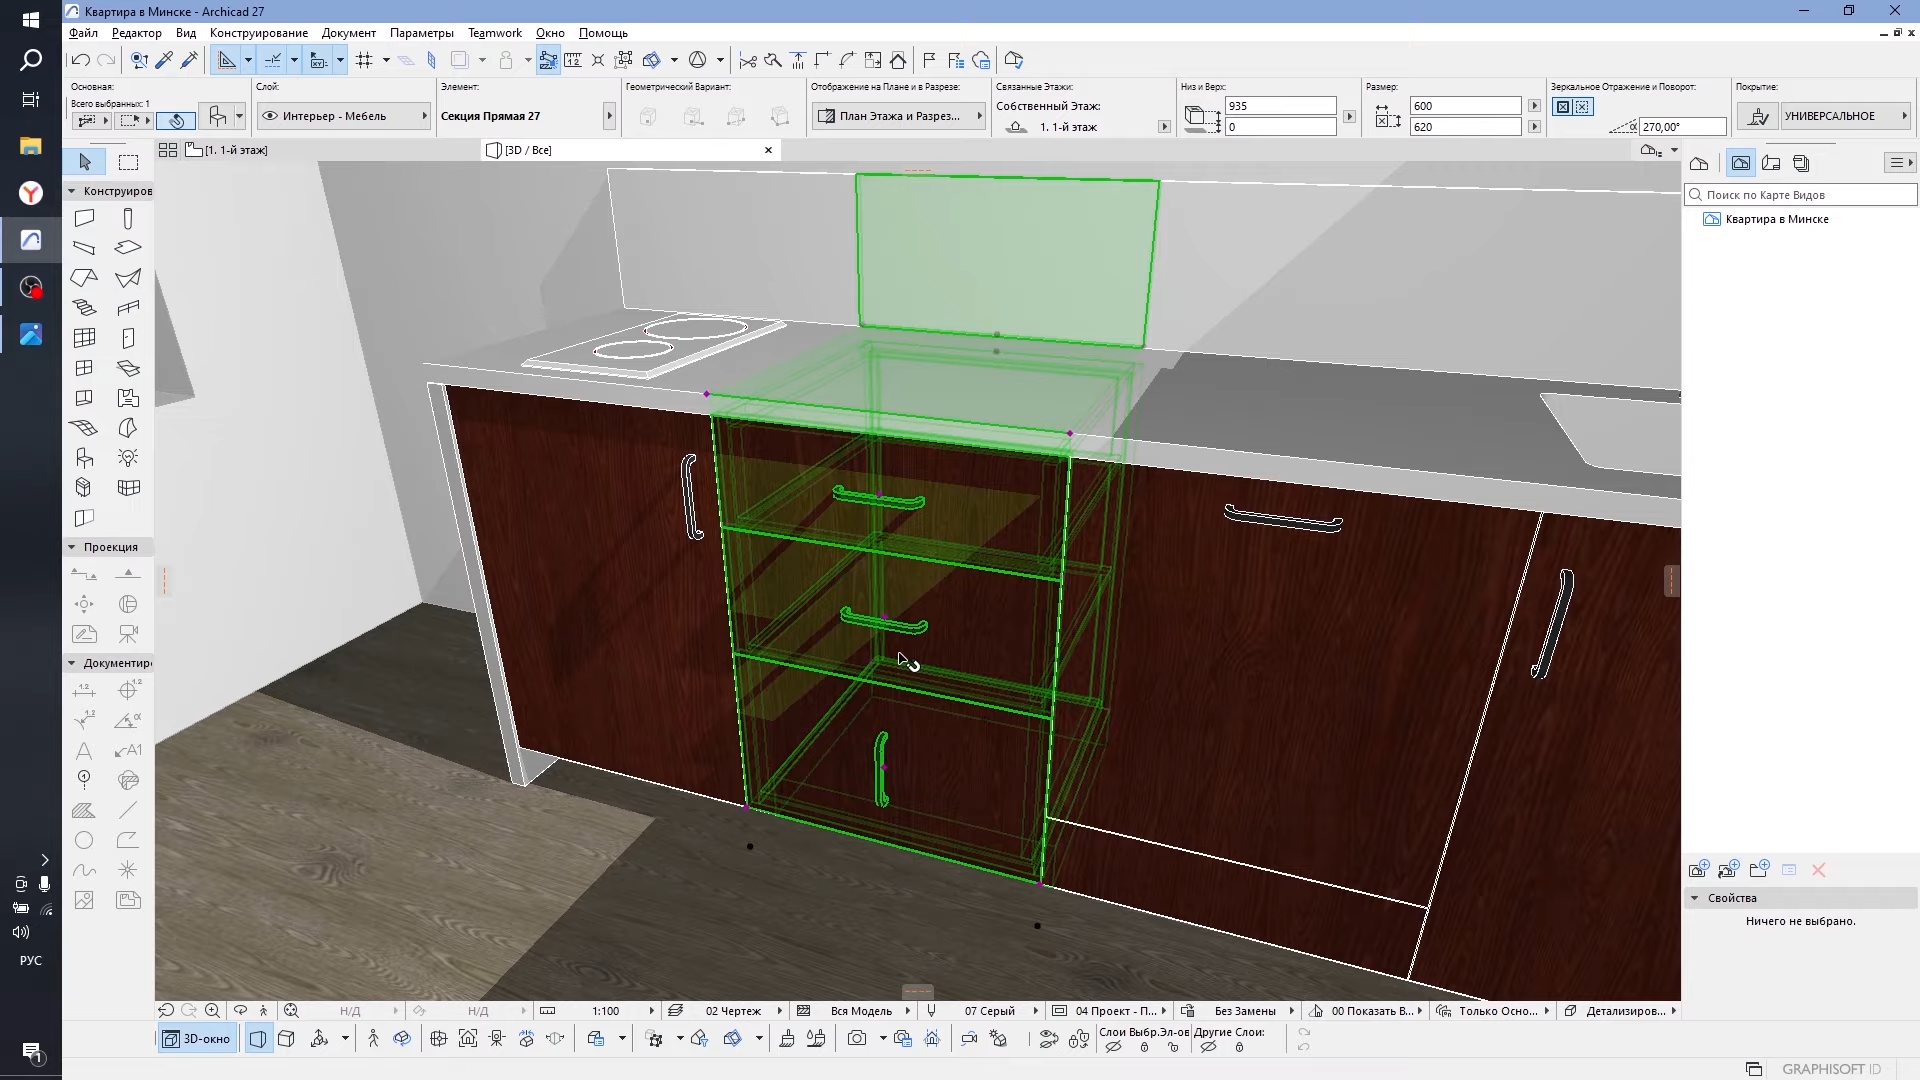 Квартира в Минске - Archicad 27
Файл Редактор Вид Конструирование Документ Параметры Teamwork Окно Помощь
Основная:
Всего выбранных: 1
Слой:
Интерьер - Мебель
Элемент:
Секция Прямая 27
Геометрический Вариант:
Отображение на Плане и в Разрезе:
План Этажа и Разрез...
Связанные Этажи:
Собственный Этаж:
1. 1-й этаж
Низ и Верх:
935
0
Размер:
600
620
Зеркальное Отражение и Поворот:
270,00°
Покрытие:
УНИВЕРСАЛЬНОЕ
[1. 1-й этаж]
[3D / Все]
Конструиров
Проекция
Документир
Поиск по Карте Видов
Квартира в Минске
Свойства
Ничего не выбрано.
РУС
Н/Д
Н/Д
1:100
02 Чертеж
Вся Модель
07 Серый
04 Проект - П...
Без Замены
00 Показать В...
Только Осно...
Детализиров...
3D-окно
Слои Выбр.Эл-ов
Другие Слои:
GRAPHISOFT ID